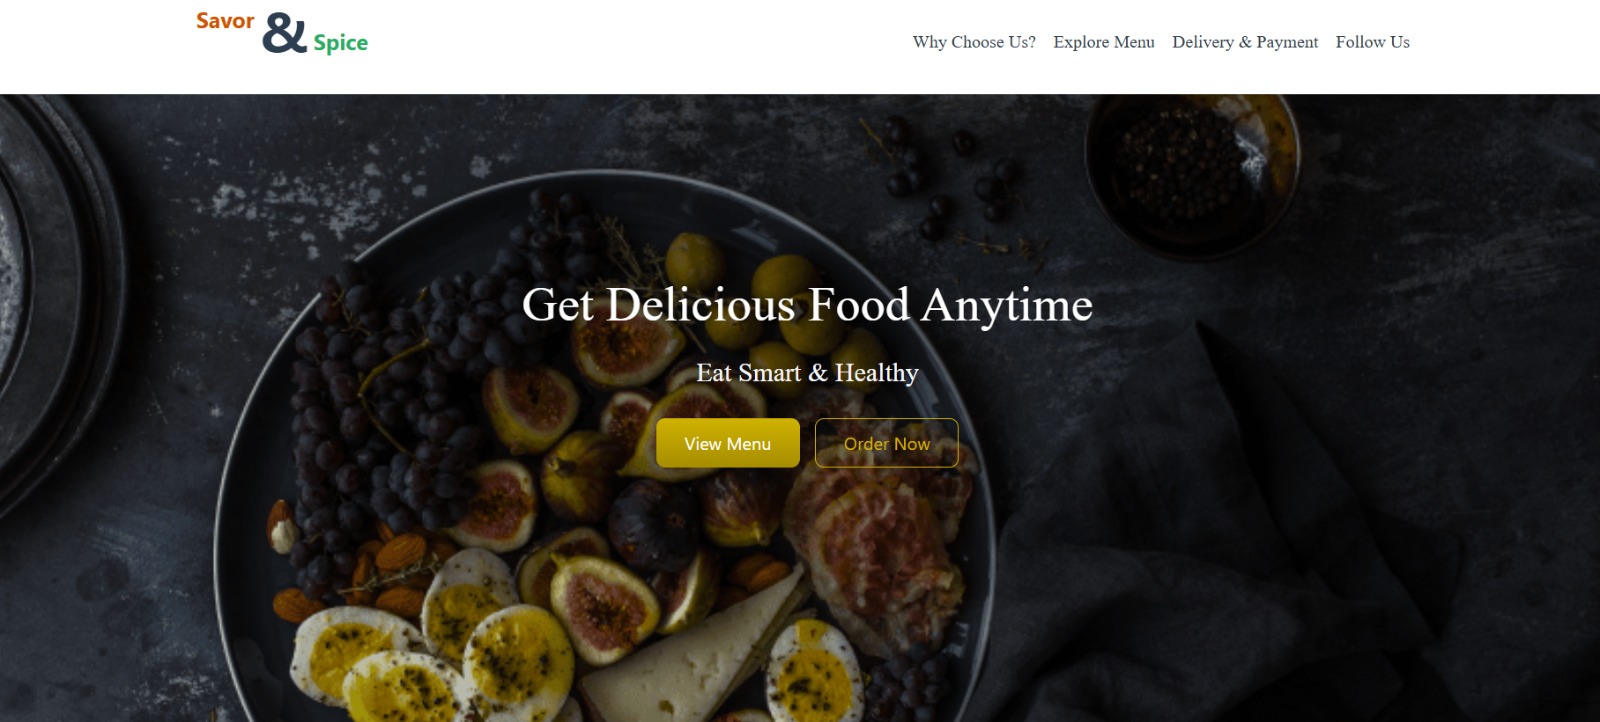 Savor & Spice
Why Choose Us? Explore Menu Delivery & Payment Follow Us
Get Delicious Food Anytime
Eat Smart & Healthy
View Menu Order Now